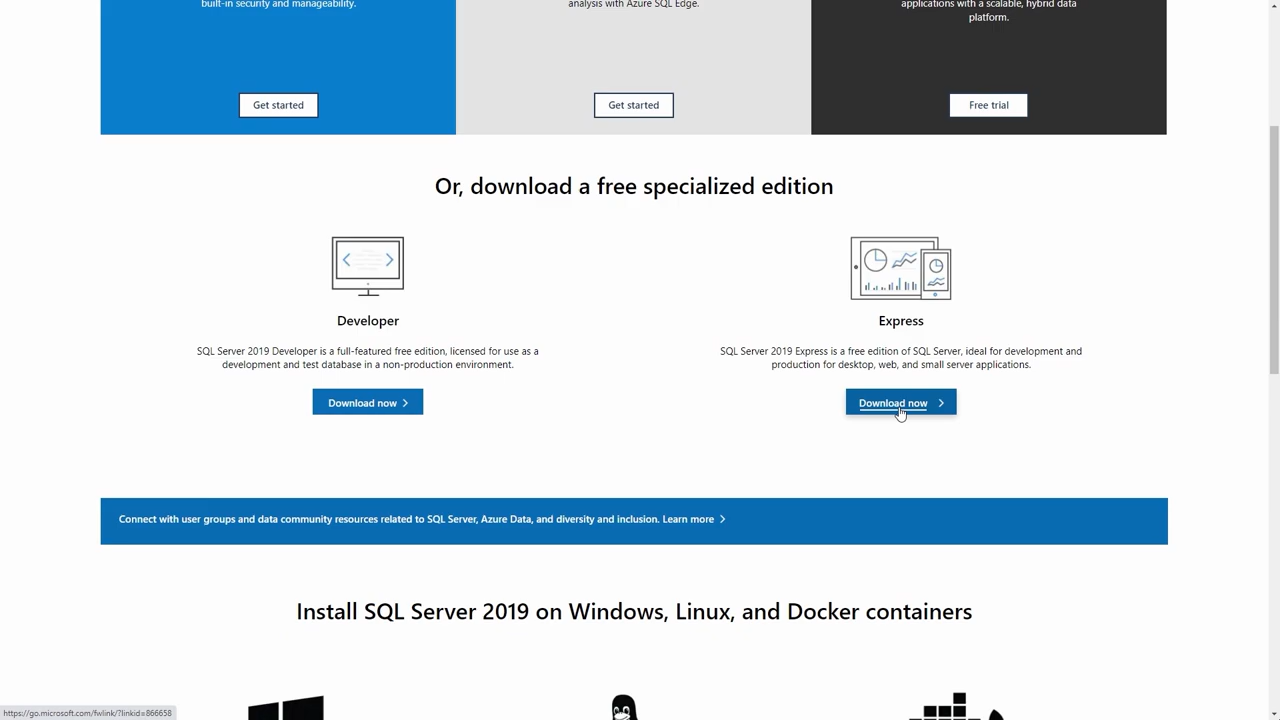 built-in security and manageability.
analysis with Azure SQL Edge.
applications with a scalable, hybrid data
platform.
Get started
Get started
Free trial
Or, download a free specialized edition
Developer
SQL Server 2019 Developer is a full-featured free edition, licensed for use as a
development and test database in a non-production environment.
Download now
Express
SQL Server 2019 Express is a free edition of SQL Server, ideal for development and
production for desktop, web, and small server applications.
Download now
Connect with user groups and data community resources related to SQL Server, Azure Data, and diversity and inclusion. Learn more
Install SQL Server 2019 on Windows, Linux, and Docker containers
https://go.microsoft.com/fwlink/?linkid=866658